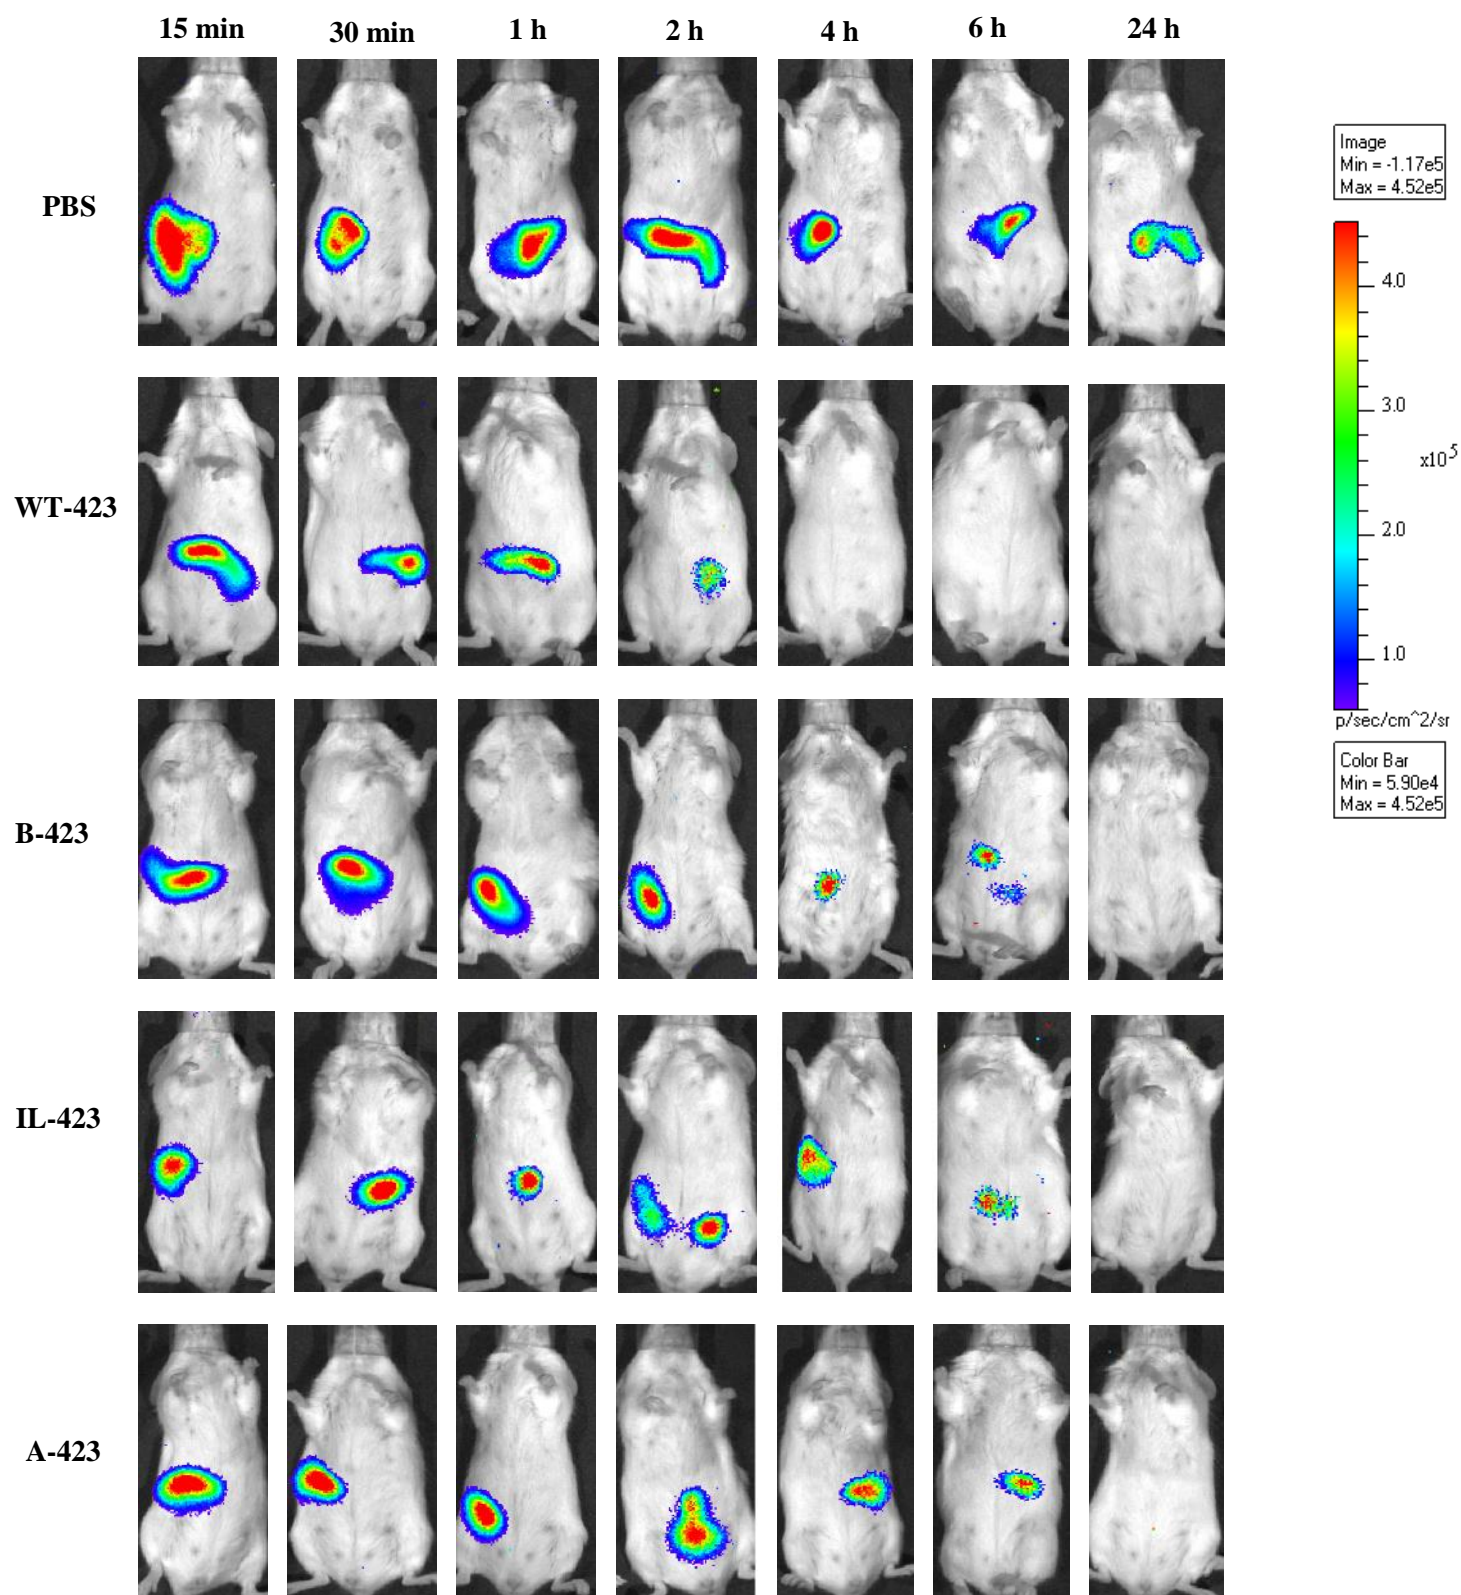 15 min 30 min 1 h 2 h 4 h 6 h 24 h
PBS
WT-423
B-423
IL-423
A-423
Image
Min = -1.17e5
Max = 4.52e5
4.0
3.0
x10^5
2.0
1.0
p/sec/cm^2/sr
Color Bar
Min = 5.90e4
Max = 4.52e5